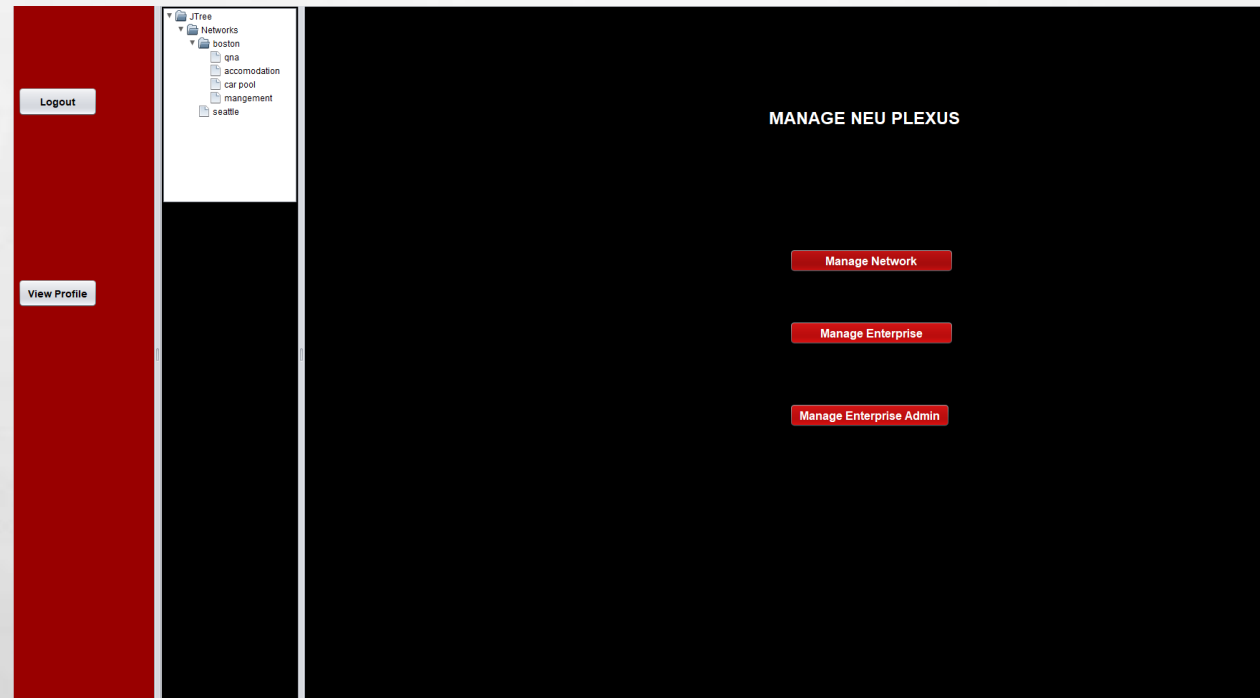 Logout
View Profile
JTree
Networks
boston
qna
accomodation
car pool
mangement
seattle
MANAGE NEU PLEXUS
Manage Network
Manage Enterprise
Manage Enterprise Admin